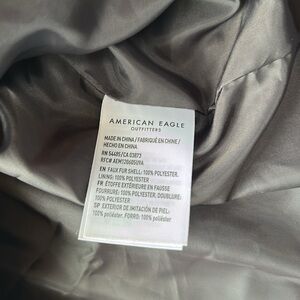 AMERICAN EAGLE
OUTFITTERS
MADE IN CHINA / FABRIQUÉ EN CHINE /
HECHO EN CHINA
RN 54485/CA 03873
EN FAUX FUR SHELL: 100% POLYESTER.
LINING: 100% POLYESTER.
FR ÉTOFFE EXTÉRIEURE EN FAUSSE
FOURRURE: 100% POLYESTER, DOUBLURE:
100% POLYESTER
SP EXTERIOR DE IMITACIÓN DE PIEL:
100% poliéster, FORRO: 100% poliéster